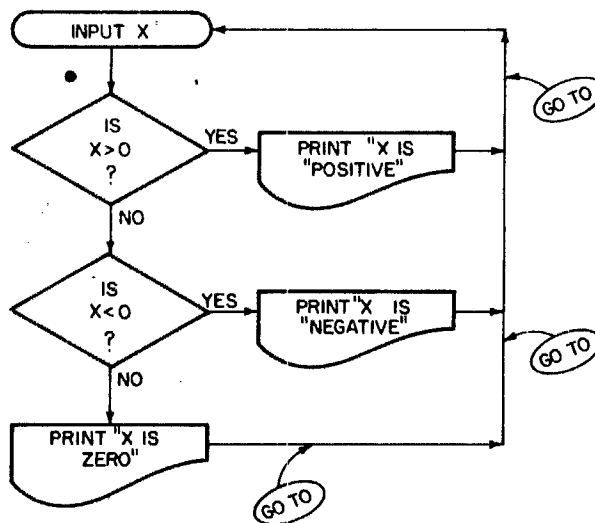 INPUT X
GO TO
IS
X>0
?
YES
PRINT "X IS
"POSITIVE"
NO
IS
X<0
?
YES
PRINT "X IS
"NEGATIVE"
GO TO
NO
PRINT "X IS
ZERO"
GO TO